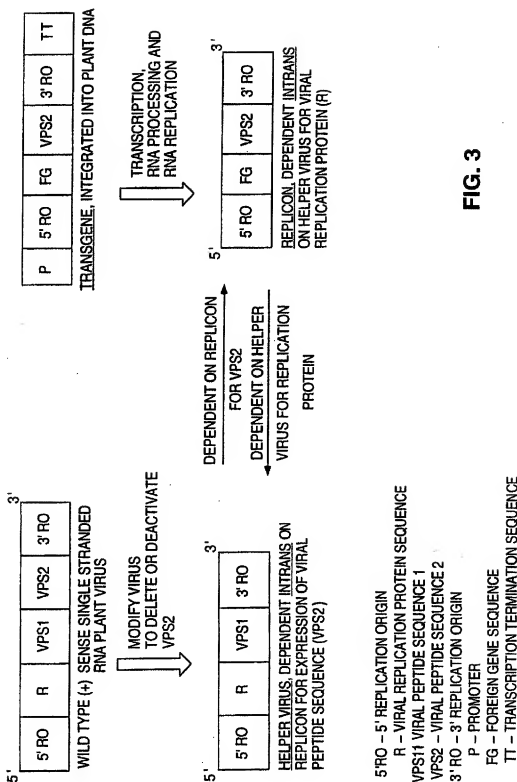 5' 3'
5' RO R VPS1 VPS2 3' RO
WILD TYPE (+) SENSE SINGLE STRANDED
RNA PLANT VIRUS
MODIFY VIRUS
TO DELETE OR DEACTIVATE
VPS2
5' 3'
5' RO R VPS1 3' RO
HELPER VIRUS, DEPENDENT INTRANS ON
REPLICON FOR EXPRESSION OF VIRAL
PEPTIDE SEQUENCE (VPS2)
DEPENDENT ON REPLICON
FOR VPS2
DEPENDENT ON HELPER
VIRUS FOR REPLICATION
PROTEIN
P 5' RO FG VPS2 3' RO TT
TRANSGENE, INTEGRATED INTO PLANT DNA
TRANSCRIPTION,
RNA PROCESSING AND
RNA REPLICATION
5' 3'
5' RO FG VPS2 3' RO
REPLICON, DEPENDENT INTRANS
ON HELPER VIRUS FOR VIRAL
REPLICATION PROTEIN (R)
5'RO – 5' REPLICATION ORIGIN
R – VIRAL REPLICATION PROTEIN SEQUENCE
VPS11 VIRAL PEPTIDE SEQUENCE 1
VPS2 – VIRAL PEPTIDE SEQUENCE 2
3'RO – 3' REPLICATION ORIGIN
P – PROMOTER
FG – FOREIGN GENE SEQUENCE
TT – TRANSCRIPTION TERMINATION SEQUENCE
FIG. 3